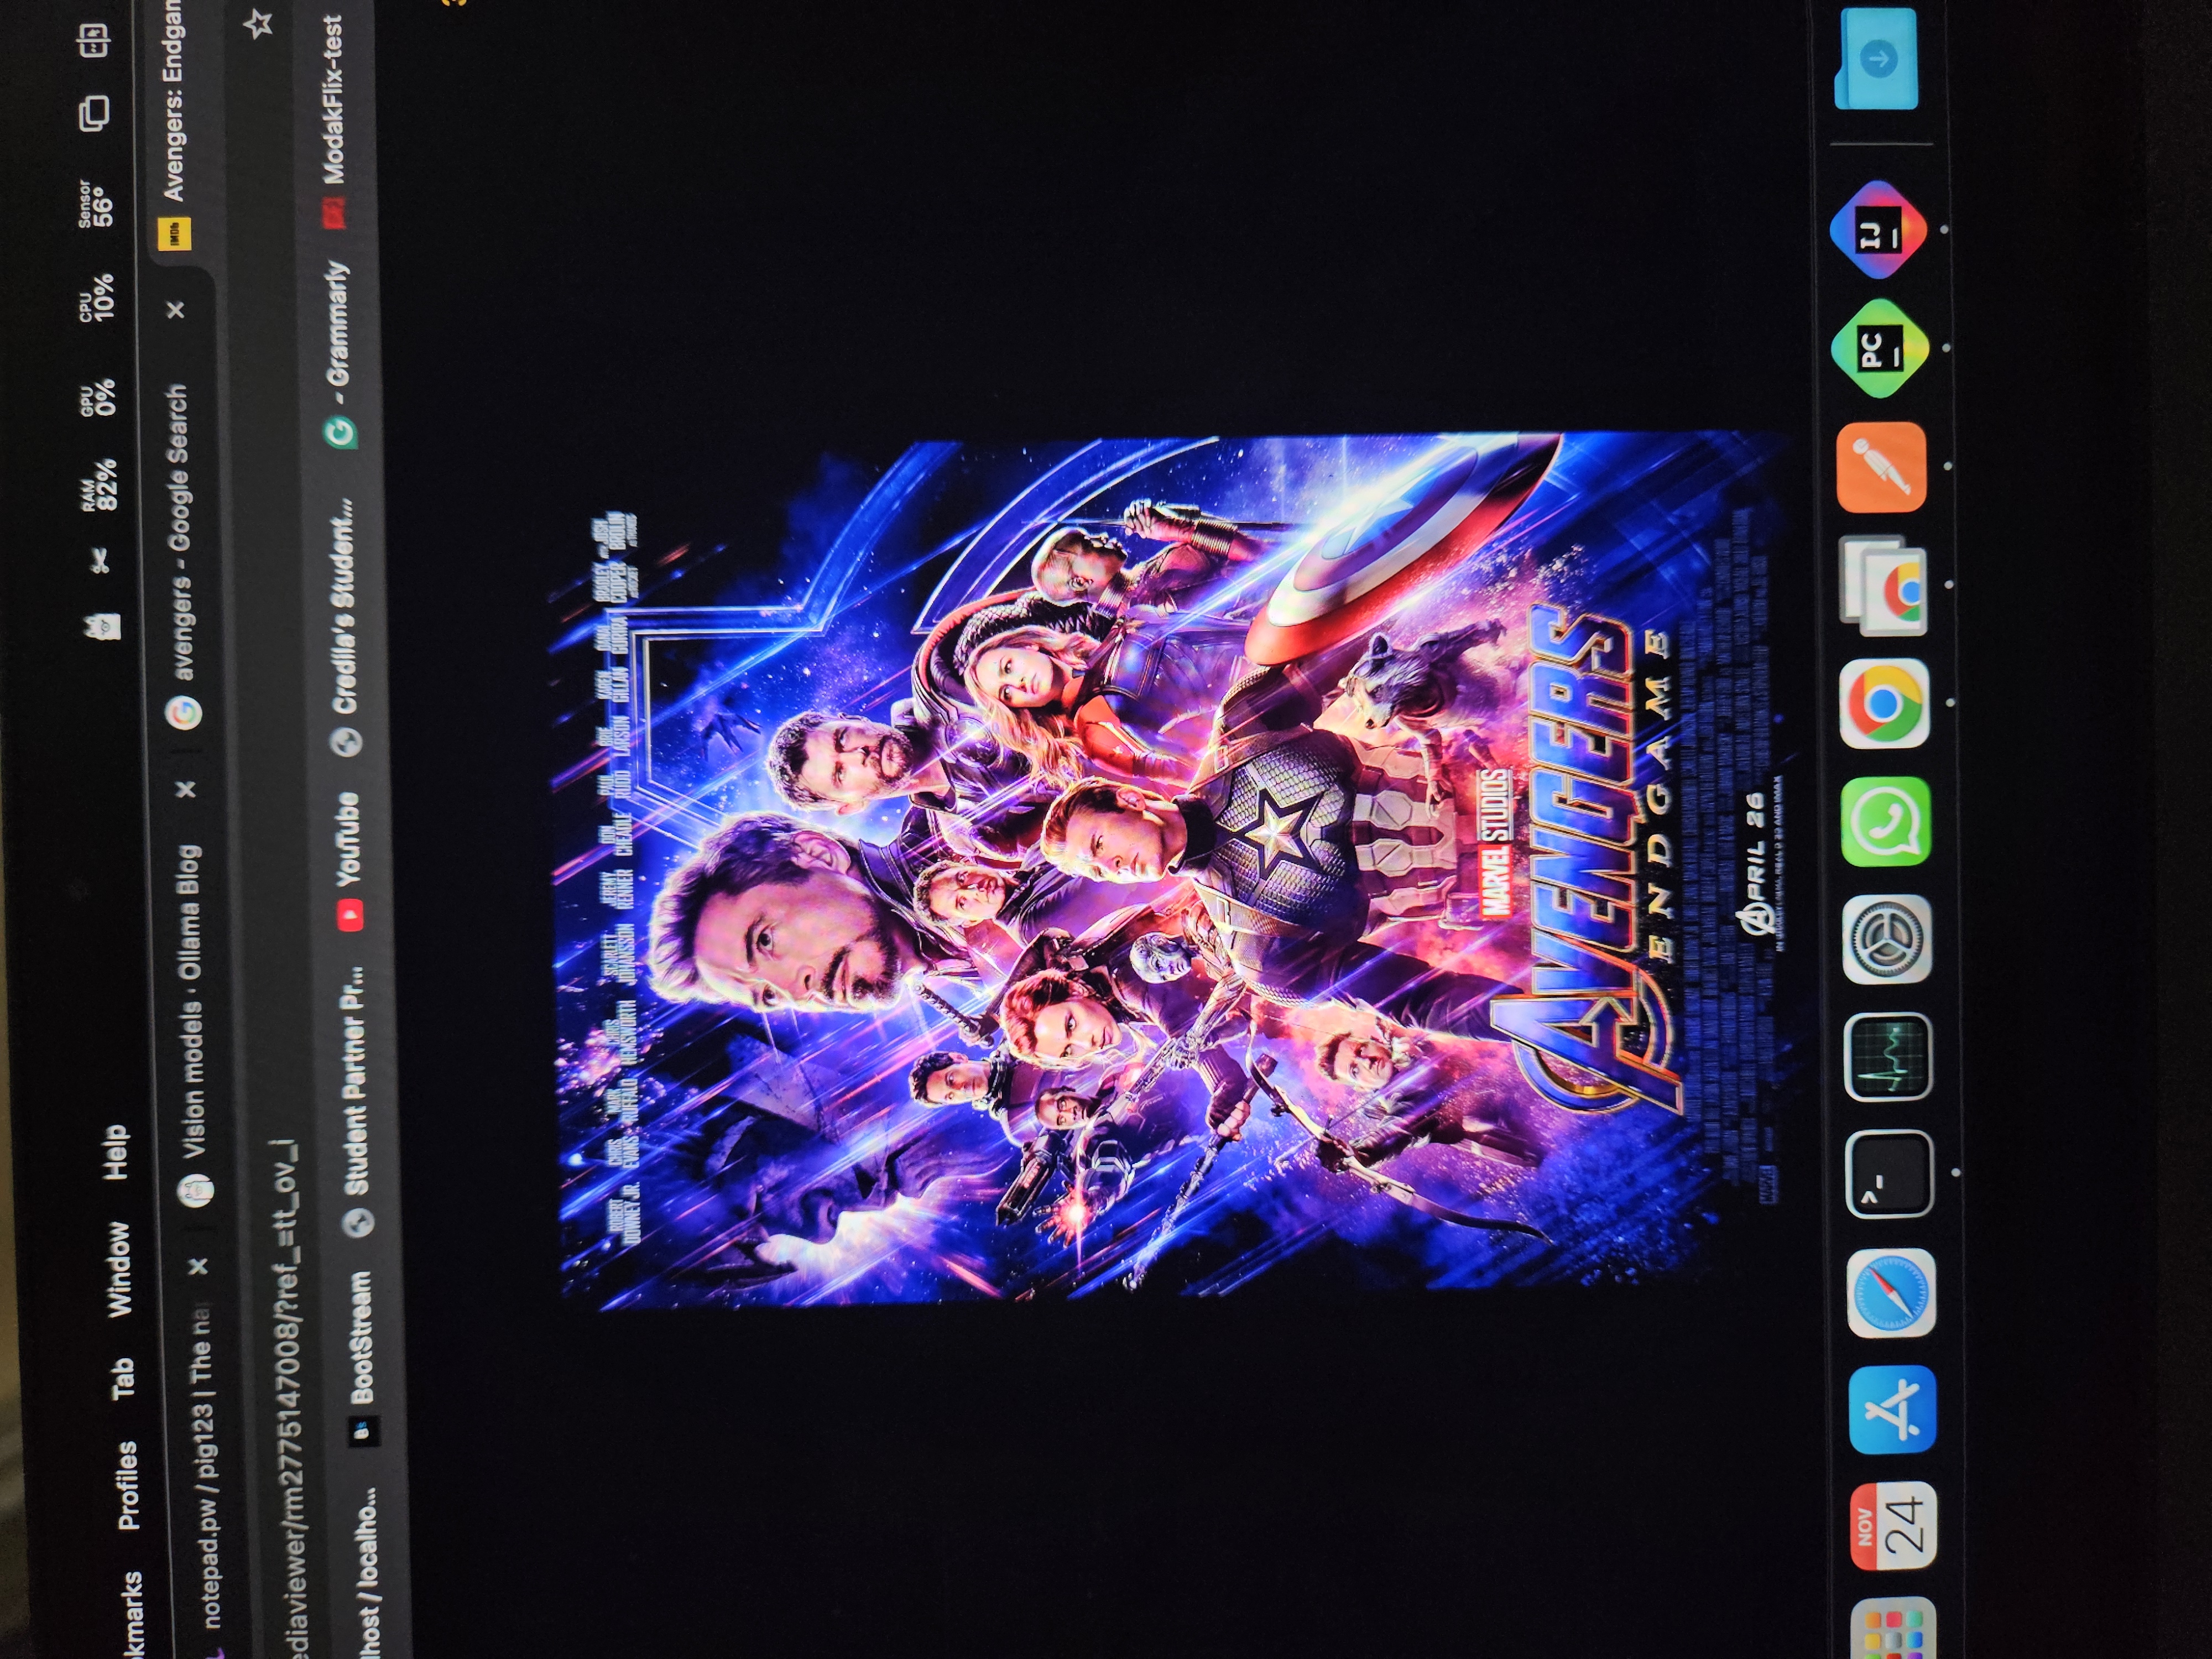 kmarks Profiles Tab Window Help RAM 82% GPU 0% CPU 10% Sensor 56°
notepad.pw / pig123 | The na Vision models · Ollama Blog avengers - Google Search IMDb Avengers: Endgan
ediaviewer/rm2775147008/?ref_=tt_ov_i
lhost / localho... BootStream Student Partner Pr... YouTube Credila's Student... - Grammarly ModakFlix-test
ROBERT DOWNEY JR. CHRIS EVANS MARK RUFFALO CHRIS HEMSWORTH SCARLETT JOHANSSON JEREMY RENNER DON CHEADLE PAUL RUDD BRIE LARSON KAREN GILLAN DANAI GURIRA BRADLEY COOPER JOSH BROLIN
MARVEL STUDIOS
AVENGERS
ENDGAME
APRIL 26
MARVEL
NOV
24
>_
PC
IJ